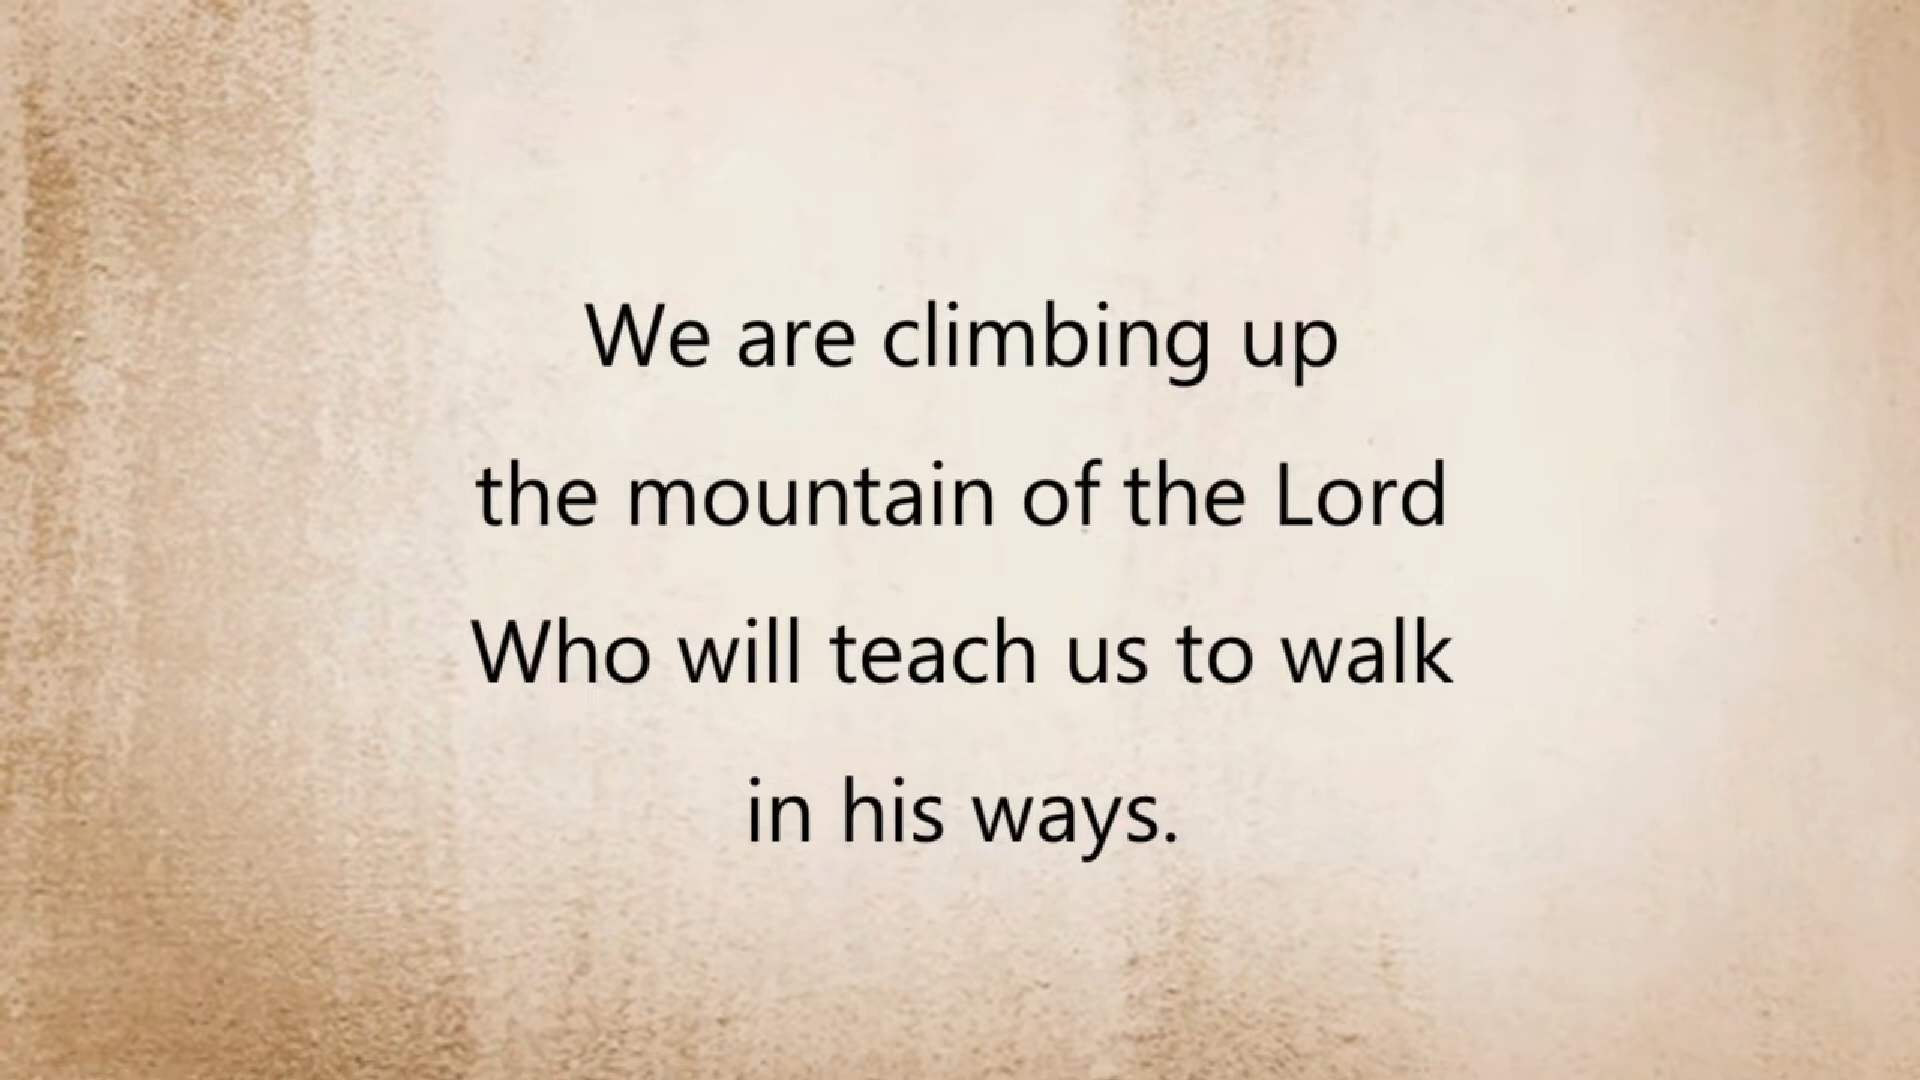 We are climbing up
the mountain of the Lord
Who will teach us to walk
in his ways.